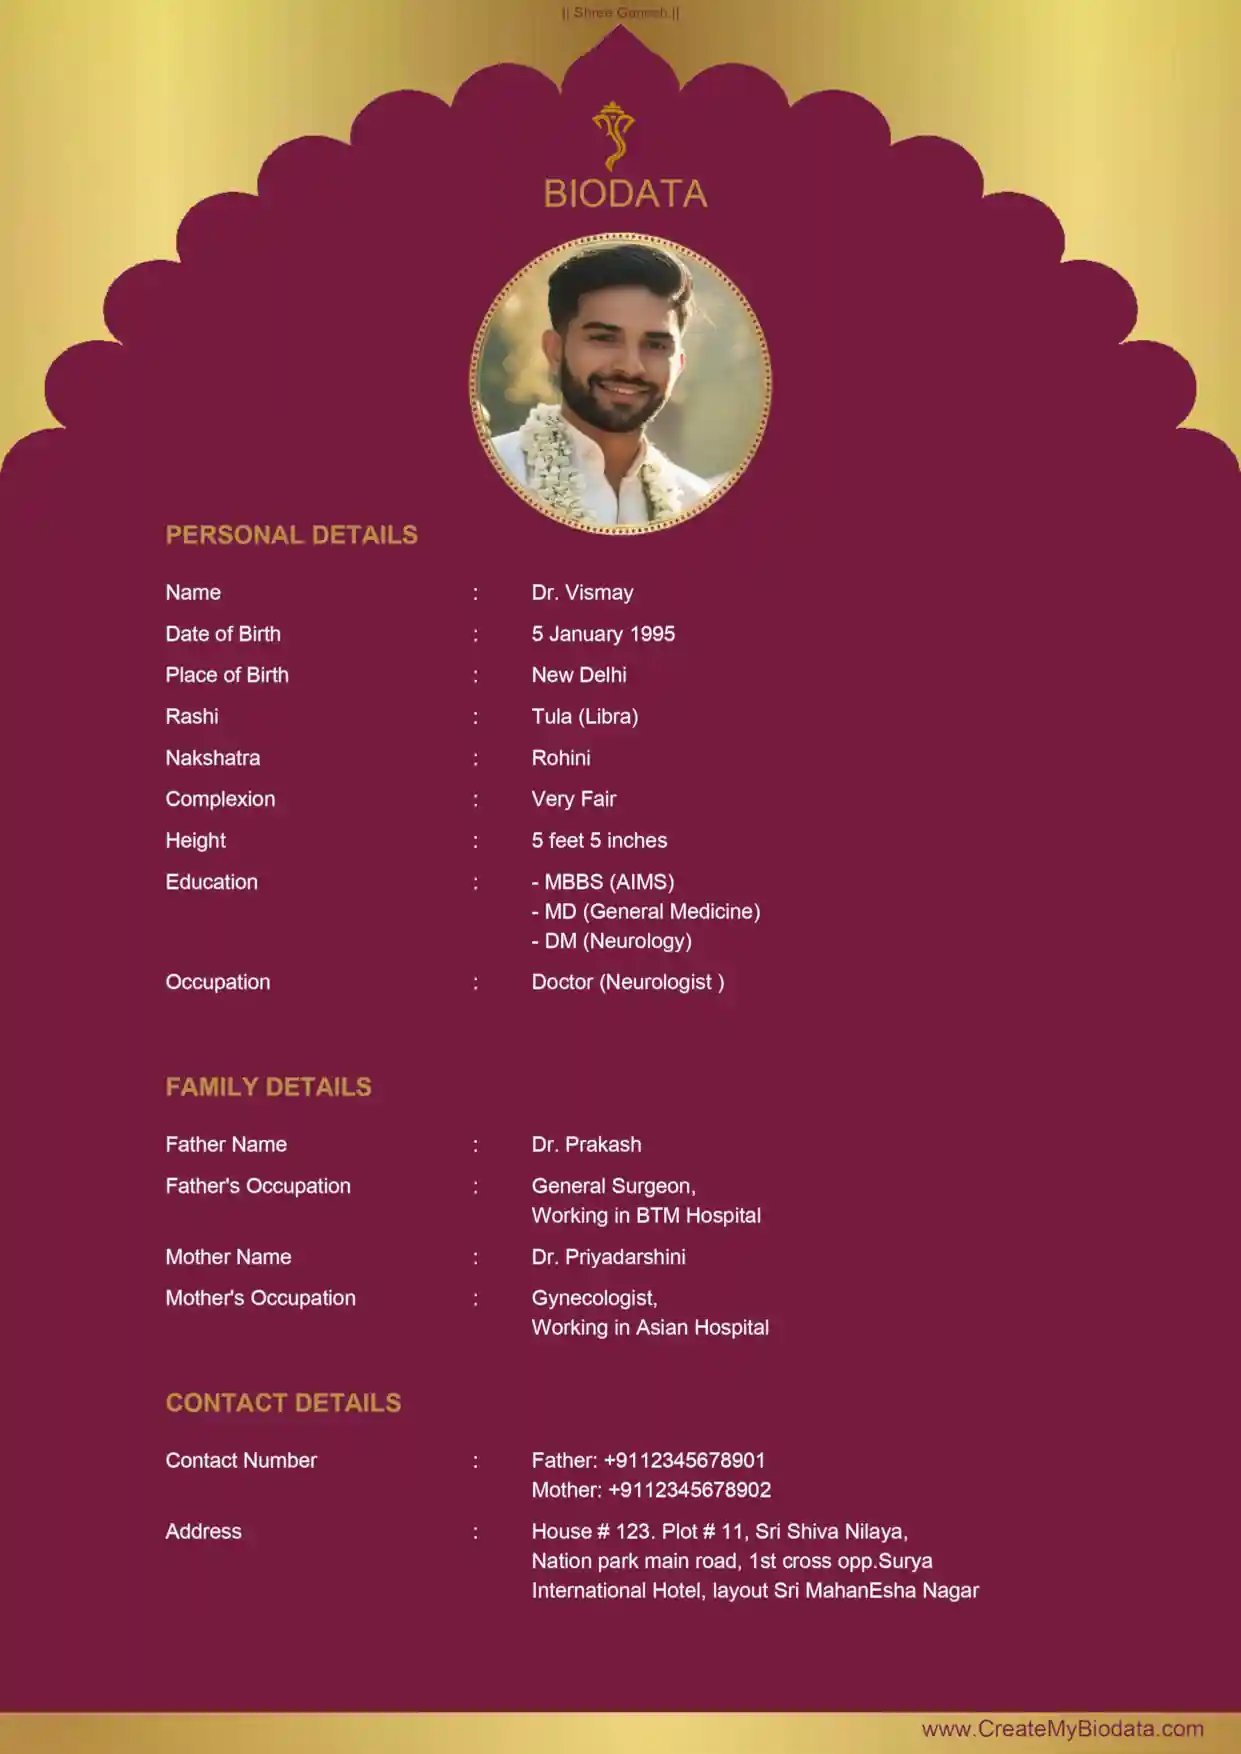 || Shree Ganesh ||
BIODATA
PERSONAL DETAILS
Name : Dr. Vismay
Date of Birth : 5 January 1995
Place of Birth : New Delhi
Rashi : Tula (Libra)
Nakshatra : Rohini
Complexion : Very Fair
Height : 5 feet 5 inches
Education : - MBBS (AIMS)
- MD (General Medicine)
- DM (Neurology)
Occupation : Doctor (Neurologist )
FAMILY DETAILS
Father Name : Dr. Prakash
Father's Occupation : General Surgeon,
Working in BTM Hospital
Mother Name : Dr. Priyadarshini
Mother's Occupation : Gynecologist,
Working in Asian Hospital
CONTACT DETAILS
Contact Number : Father: +9112345678901
Mother: +9112345678902
Address : House # 123. Plot # 11, Sri Shiva Nilaya,
Nation park main road, 1st cross opp.Surya
International Hotel, layout Sri MahanEsha Nagar
www.CreateMyBiodata.com